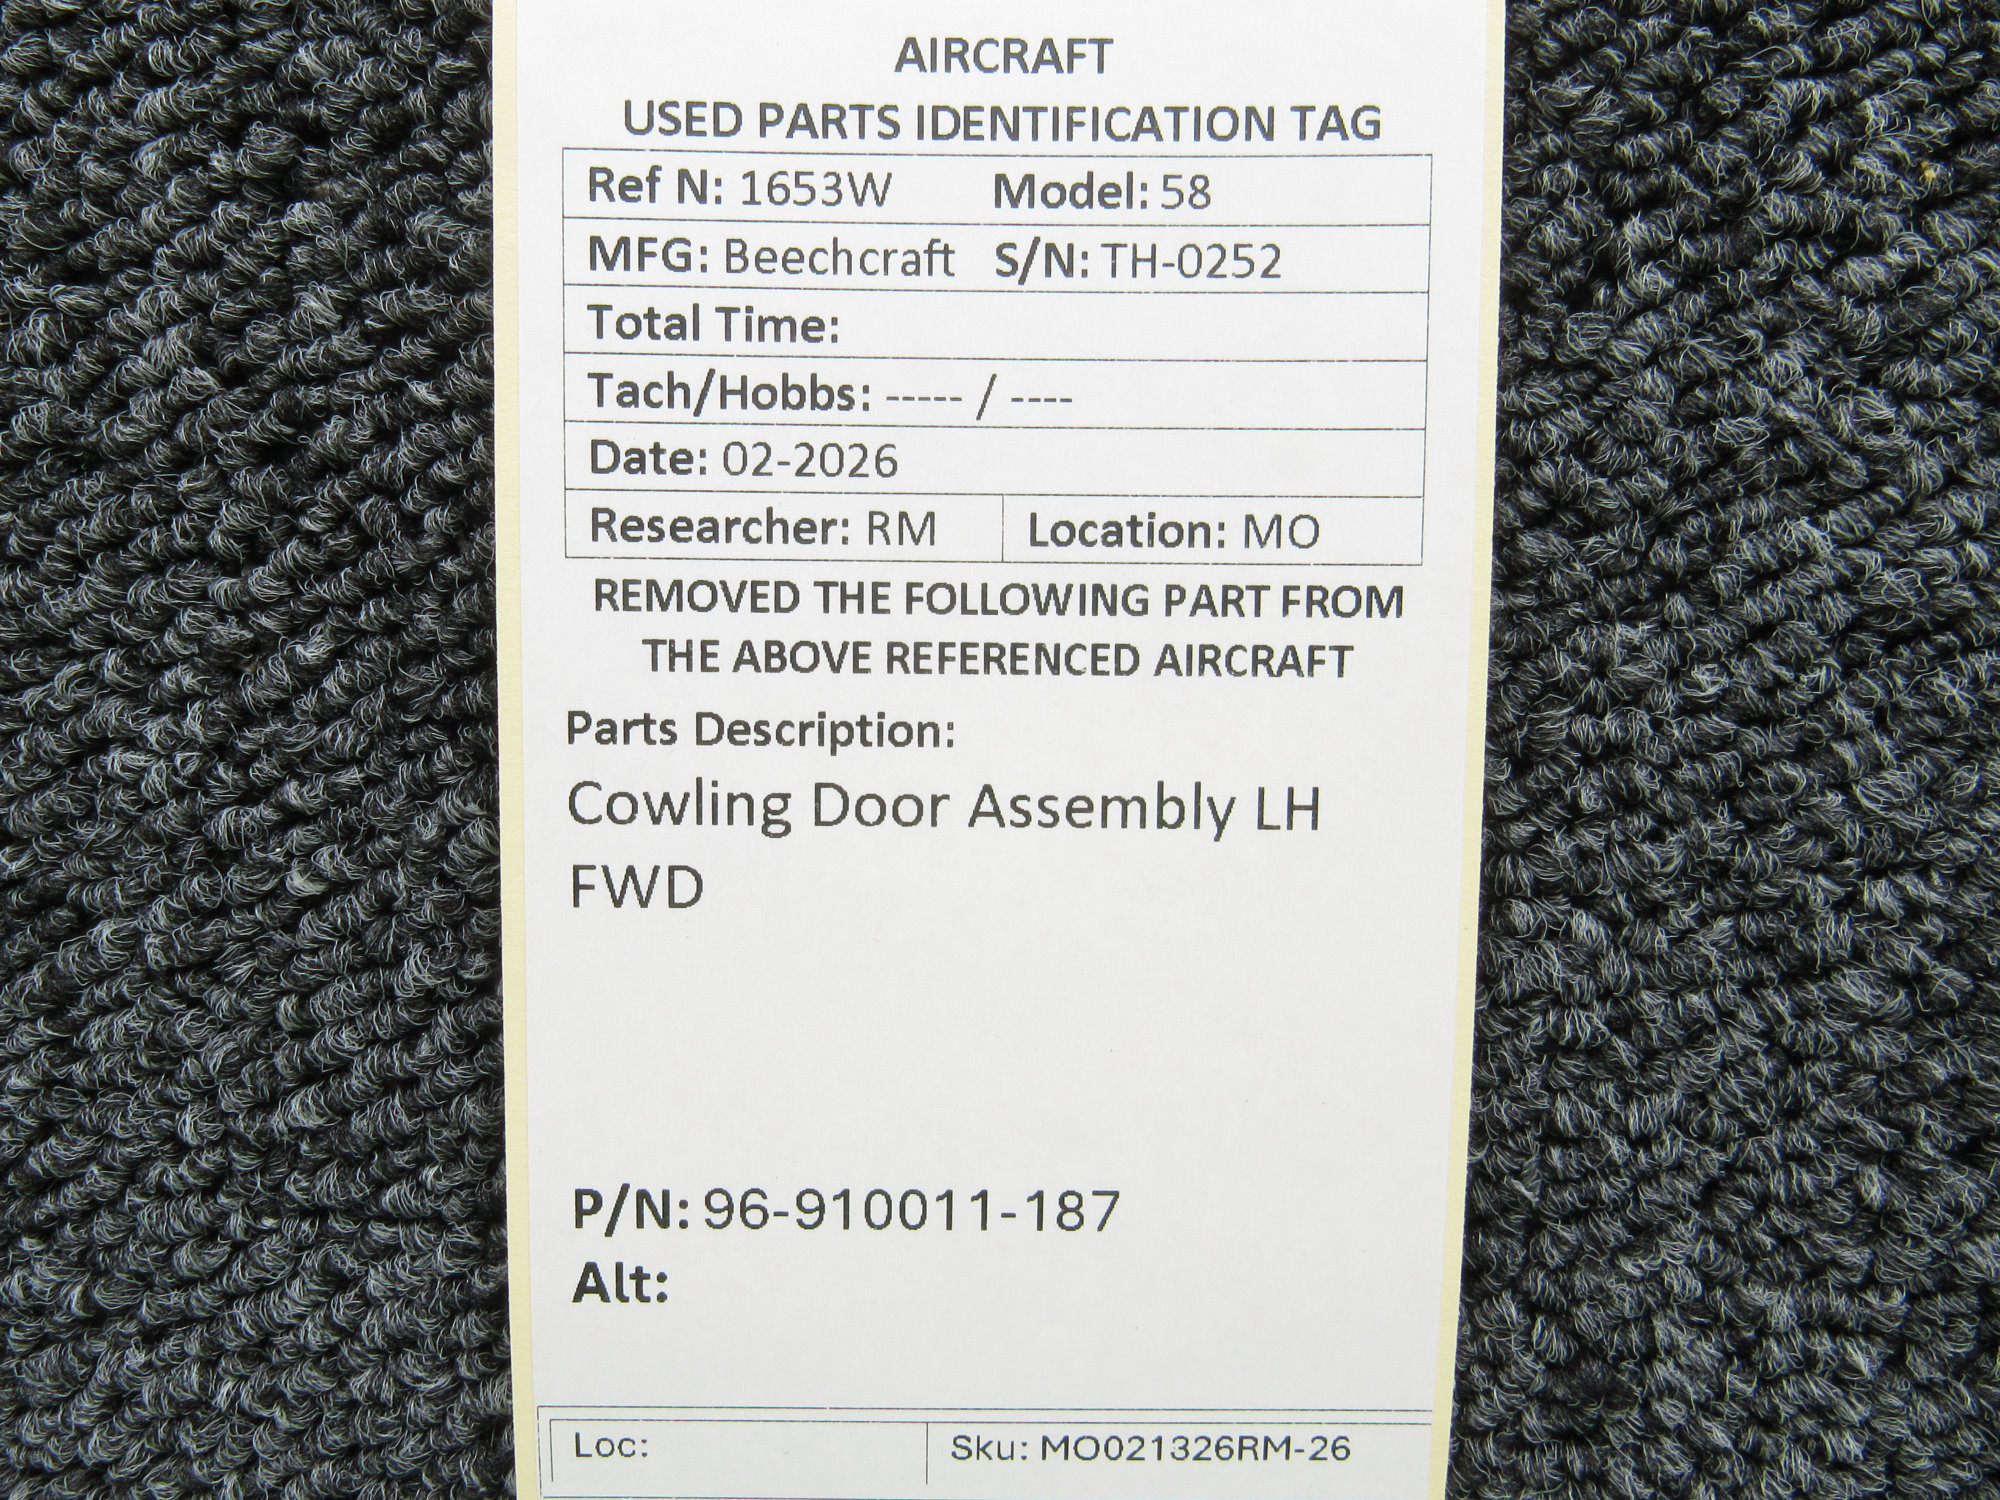 AIRCRAFT
USED PARTS IDENTIFICATION TAG
Ref N: 1653W Model: 58
MFG: Beechcraft S/N: TH-0252
Total Time:
Tach/Hobbs: ----- / ----
Date: 02-2026
Researcher: RM Location: MO
REMOVED THE FOLLOWING PART FROM
THE ABOVE REFERENCED AIRCRAFT
Parts Description:
Cowling Door Assembly LH
FWD
P/N: 96-910011-187
Alt:
Loc: Sku: MO021326RM-26